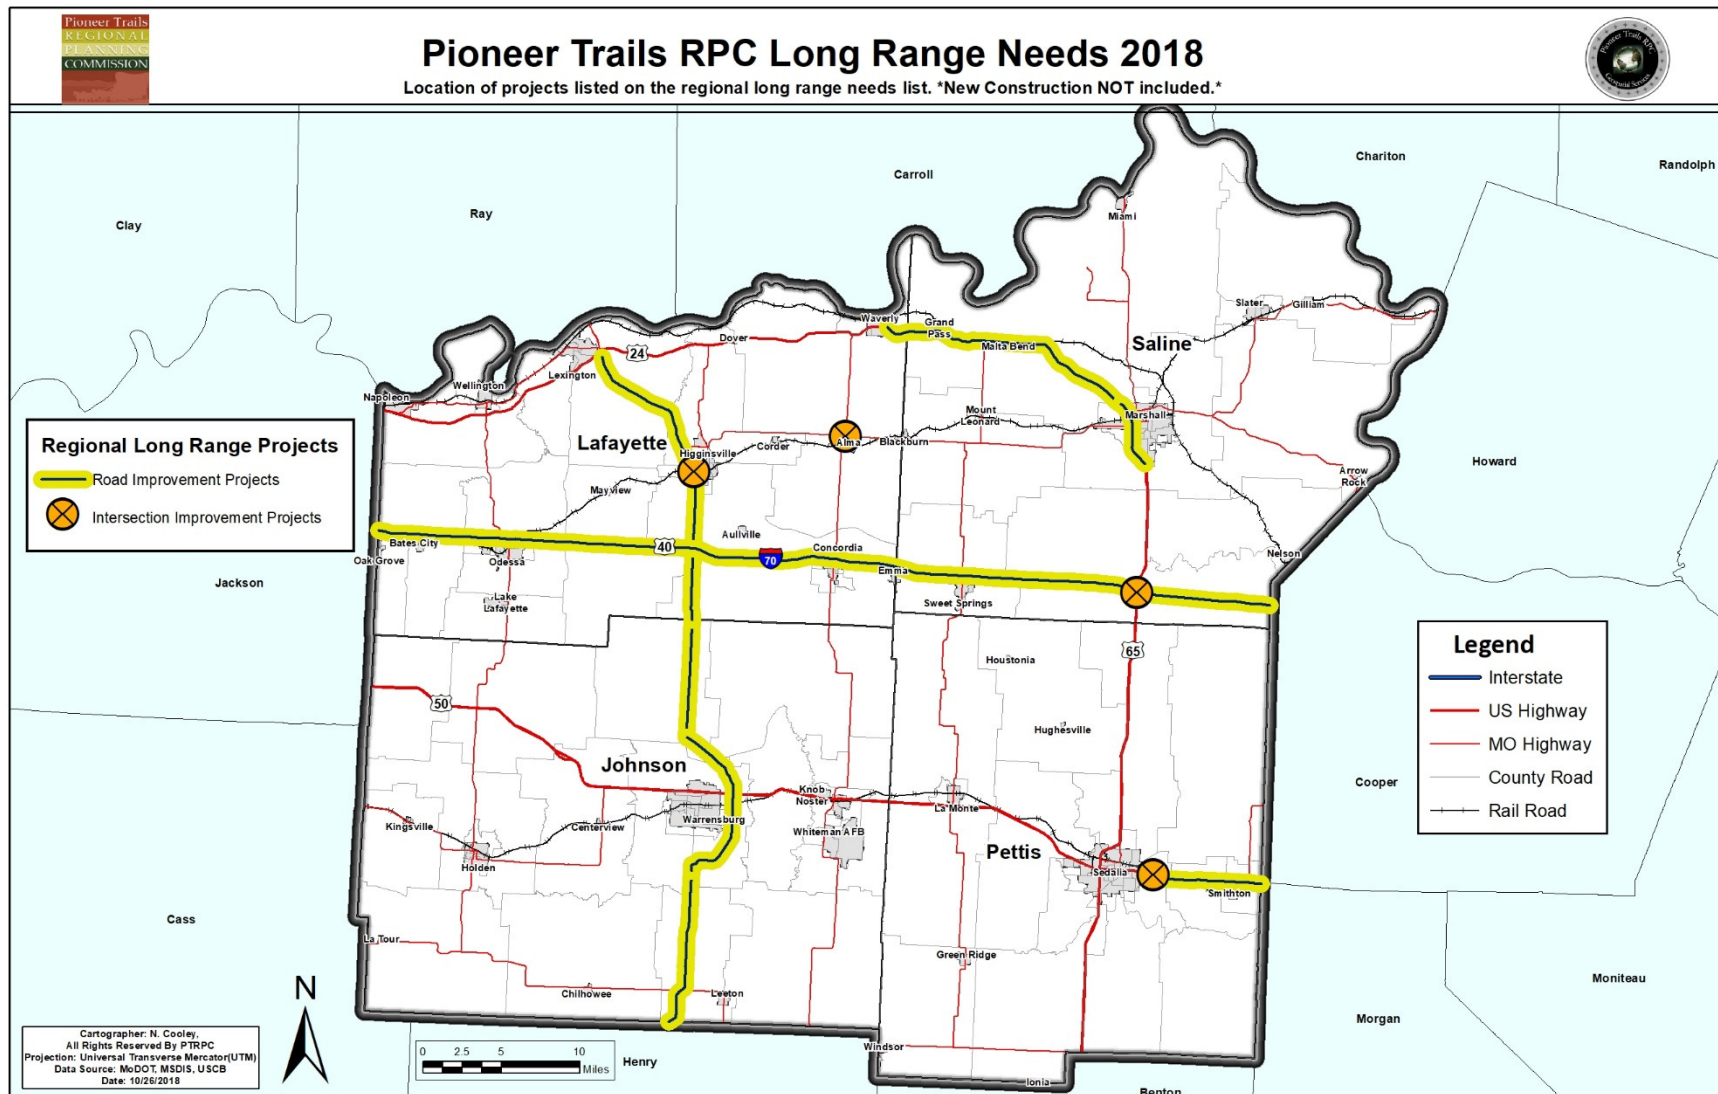 Pioneer Trails
REGIONAL
PLANNING
COMMISSION
Pioneer Trails RPC Long Range Needs 2018
Location of projects listed on the regional long range needs list. *New Construction NOT included.*
Pioneer Trails RPC
Geospatial Services
Chariton
Randolph
Carroll
Ray
Clay
Miami
Slater
Gilliam
Waverly
Grand
Pass
Dover
Malta Bend
Saline
24
Lexington
Wellington
Napoleon
Mount
Leonard
Marshall
Regional Long Range Projects
Road Improvement Projects
Intersection Improvement Projects
Lafayette
Higginsville
Corder
Alma
Blackburn
Mayview
Arrow
Rock
Howard
Aullville
40
Concordia
70
Bates City
Oak Grove
Odessa
Emma
Nelson
Jackson
Lake
Lafayette
Sweet Springs
65
Houstonia
Legend
Interstate
US Highway
MO Highway
County Road
Rail Road
50
Hughesville
Johnson
Cooper
Knob
Noster
La Monte
Kingsville
Centerview
Warrensburg
Whiteman AFB
Pettis
Holden
Sedalia
Smithton
Cass
La Tour
Green Ridge
Moniteau
Chilhowee
Leeton
N
Morgan
Cartographer: N. Cooley,
All Rights Reserved By PTRPC
Projection: Universal Transverse Mercator(UTM)
Data Source: MoDOT, MSDIS, USCB
Date: 10/26/2018
0 2.5 5 10
Miles
Henry
Windsor
Ionia
Benton